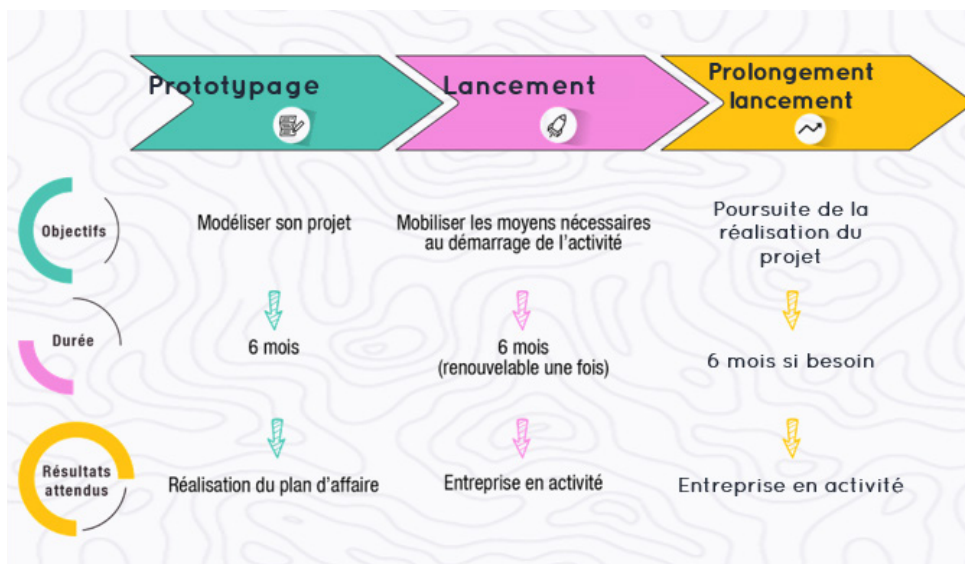 Prototypage
Lancement
Prolongement
lancement
Objectifs
Modéliser son projet
Mobiliser les moyens nécessaires
au démarrage de l'activité
Poursuite de la
réalisation du
projet
Durée
6 mois
6 mois
(renouvelable une fois)
6 mois si besoin
Résultats
attendus
Réalisation du plan d'affaire
Entreprise en activité
Entreprise en activité